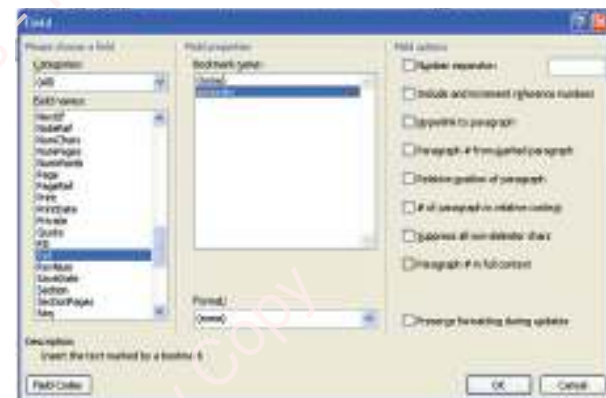 Field
Please choose a field
Categories:
(All)
Field names:
NextIf
NoteRef
NumChars
NumPages
NumWords
Page
PageRef
Print
PrintDate
Private
Quote
RD
Ref
RevNum
SaveDate
Section
SectionPages
Seq
Field properties
Bookmark name:
(none)
Format:
(none)
Field options
Number separator:
Include and increment reference numbers
Hyperlink to paragraph
Paragraph # from quoted paragraph
Relative position of paragraph
# of paragraph in relative context
Suppress all non-delimiter chars
Paragraph # in full context
Preserve formatting during updates
Description:
Insert the text marked by a bookmark
Field Codes
OK
Cancel
Copy